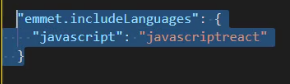 "emmet.includeLanguages": {
"javascript": "javascriptreact"
}